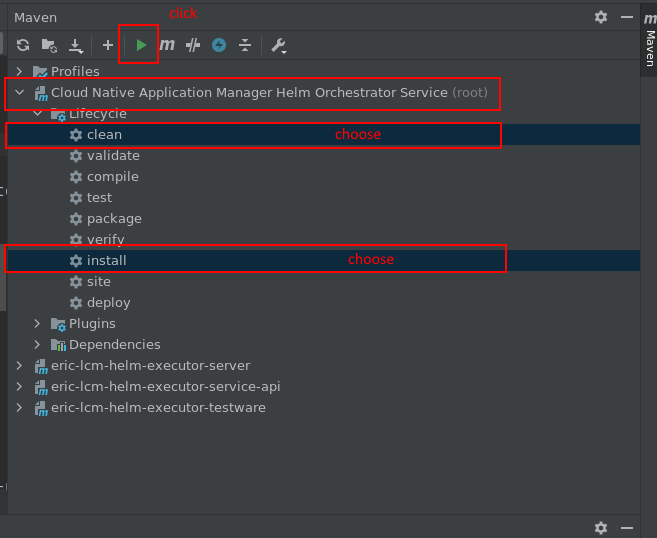 click
Maven
m
m
Maven
Profiles
Cloud Native Application Manager Helm Orchestrator Service (root)
Lifecycle
clean
choose
validate
compile
test
package
verify
install
choose
site
deploy
Plugins
Dependencies
eric-lcm-helm-executor-server
eric-lcm-helm-executor-service-api
eric-lcm-helm-executor-testware